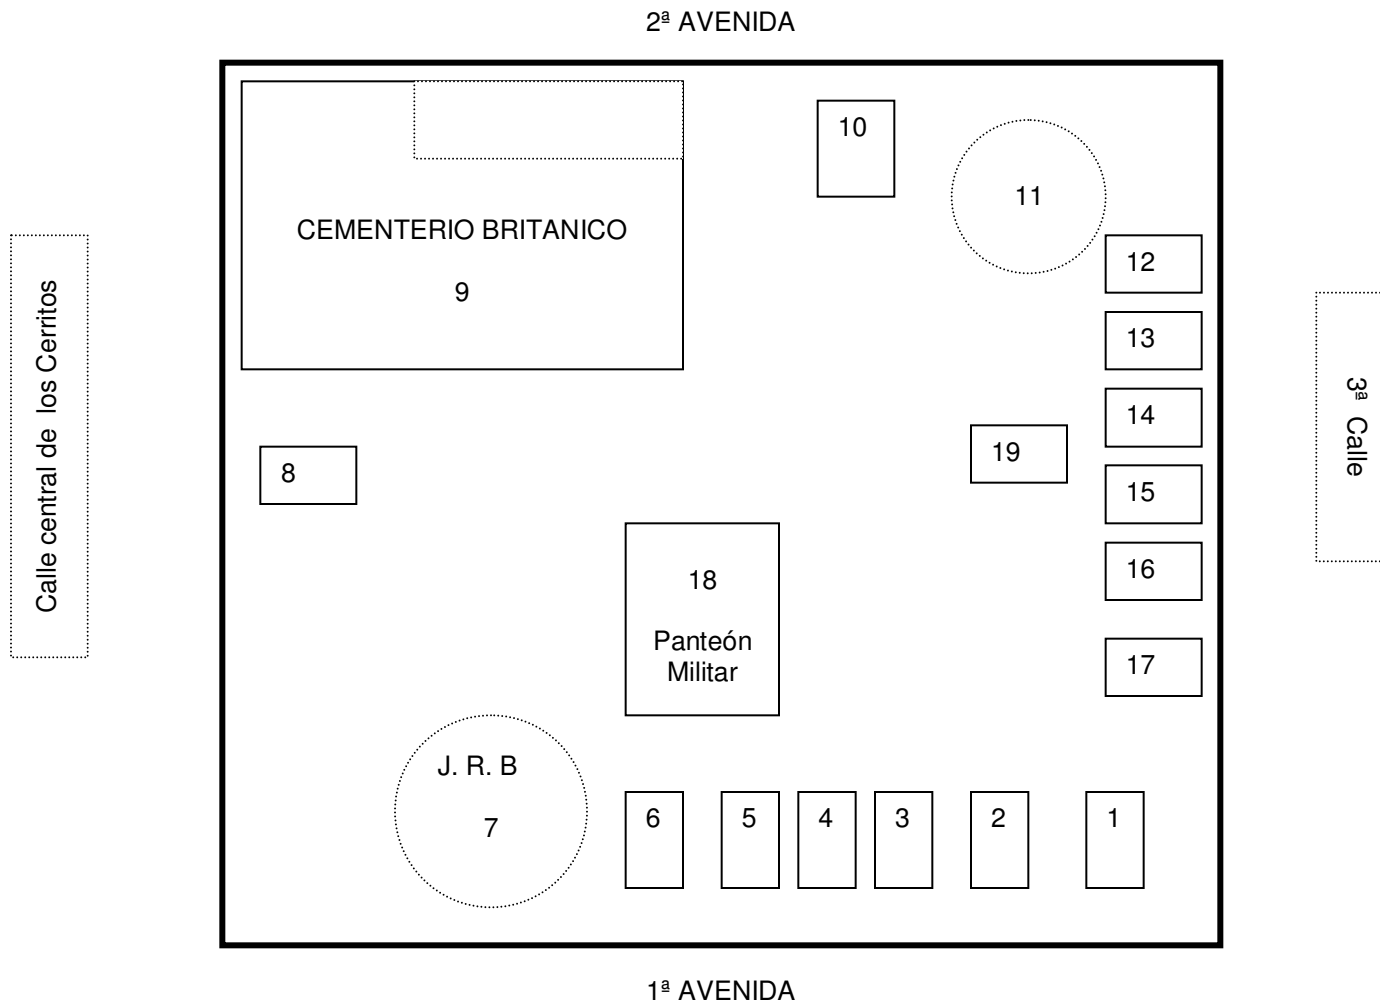 2ª AVENIDA
10
11
CEMENTERIO BRITANICO
9
12
13
14
15
16
17
19
8
18
Panteón
Militar
J. R. B
7
6
5
4
3
2
1
Calle central de los Cerritos
3ª Calle
1ª AVENIDA